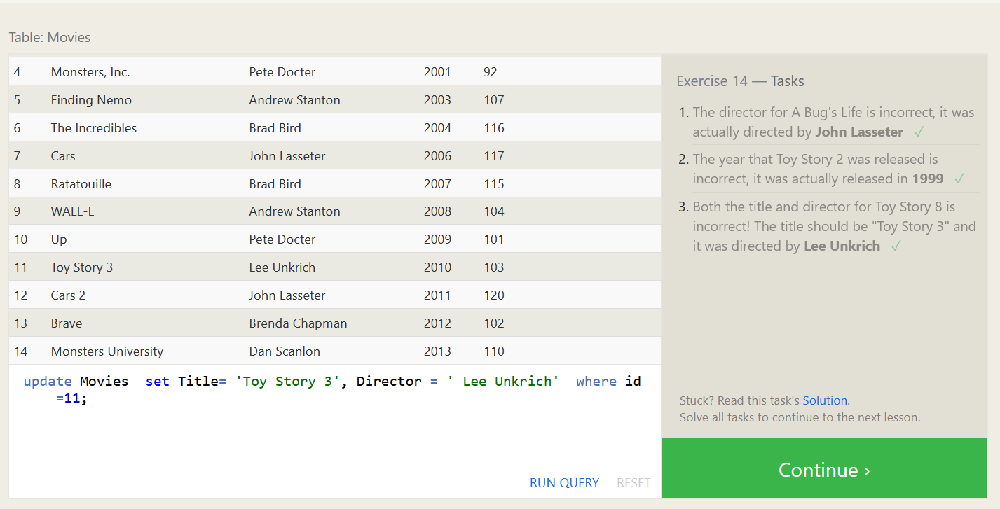 Table: Movies
4 Monsters, Inc. Pete Docter 2001 92
5 Finding Nemo Andrew Stanton 2003 107
6 The Incredibles Brad Bird 2004 116
7 Cars John Lasseter 2006 117
8 Ratatouille Brad Bird 2007 115
9 WALL-E Andrew Stanton 2008 104
10 Up Pete Docter 2009 101
11 Toy Story 3 Lee Unkrich 2010 103
12 Cars 2 John Lasseter 2011 120
13 Brave Brenda Chapman 2012 102
14 Monsters University Dan Scanlon 2013 110
update Movies  set Title= 'Toy Story 3', Director = ' Lee Unkrich'  where id
=11;
RUN QUERY RESET
Exercise 14 — Tasks
1. The director for A Bug's Life is incorrect, it was
actually directed by John Lasseter ✓
2. The year that Toy Story 2 was released is
incorrect, it was actually released in 1999 ✓
3. Both the title and director for Toy Story 8 is
incorrect! The title should be "Toy Story 3" and
it was directed by Lee Unkrich ✓
Stuck? Read this task's Solution.
Solve all tasks to continue to the next lesson.
Continue ›